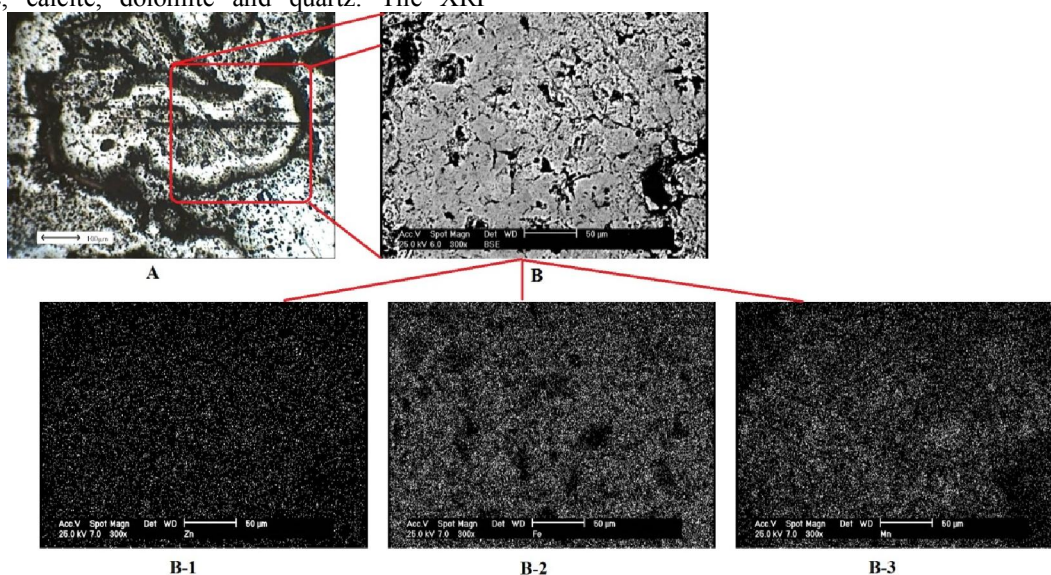 calcite, dolomite and quartz. The XRF
100µm
A
Acc.V Spot Magn Det WD 50 µm
25.0 kV 6.0 300x BSE
B
Acc.V Spot Magn Det WD 50 µm
25.0 kV 7.0 300x Zn
B-1
Acc.V Spot Magn Det WD 50 µm
25.0 kV 7.0 300x Fe
B-2
Acc.V Spot Magn Det WD 50 µm
25.0 kV 7.0 300x Mn
B-3